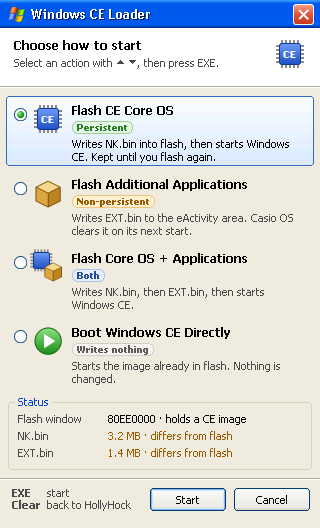 Windows CE Loader
Choose how to start
Select an action with ▲ ▼, then press EXE.
CE
CE
Flash CE Core OS
Persistent
Writes NK.bin into flash, then starts Windows
CE. Kept until you flash again.
Flash Additional Applications
Non-persistent
Writes EXT.bin to the eActivity area. Casio OS
clears it on its next start.
Flash Core OS + Applications
Both
Writes NK.bin, then EXT.bin, then starts
Windows CE.
Boot Windows CE Directly
Writes nothing
Starts the image already in flash. Nothing is
changed.
Status
Flash window 80EE0000 · holds a CE image
NK.bin 3.2 MB · differs from flash
EXT.bin 1.4 MB · differs from flash
EXE start
Clear back to HollyHock
Start
Cancel